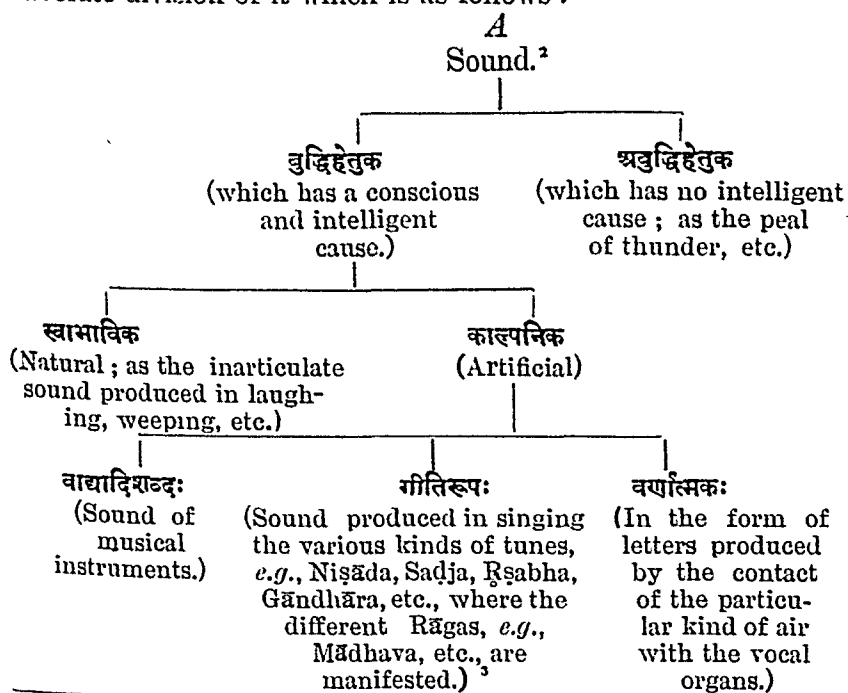 A
Sound.²
बुद्धिहेतुक
(which has a conscious
and intelligent
cause.)
अबुद्धिहेतुक
(which has no intelligent
cause ; as the peal
of thunder, etc.)
स्वाभाविक
(Natural ; as the inarticulate
sound produced in laugh-
ing, weeping, etc.)
काल्पनिक
(Artificial)
वाद्यादिशब्दः
(Sound of
musical
instruments.)
गीतिरूपः
(Sound produced in singing
the various kinds of tunes,
e.g., Niṣāda, Sadja, Ṛṣabha,
Gāndhāra, etc., where the
different Rāgas, e.g.,
Mādhava, etc., are
manifested.) ³
वर्णात्मकः
(In the form of
letters produced
by the contact
of the particu-
lar kind of air
with the vocal
organs.)